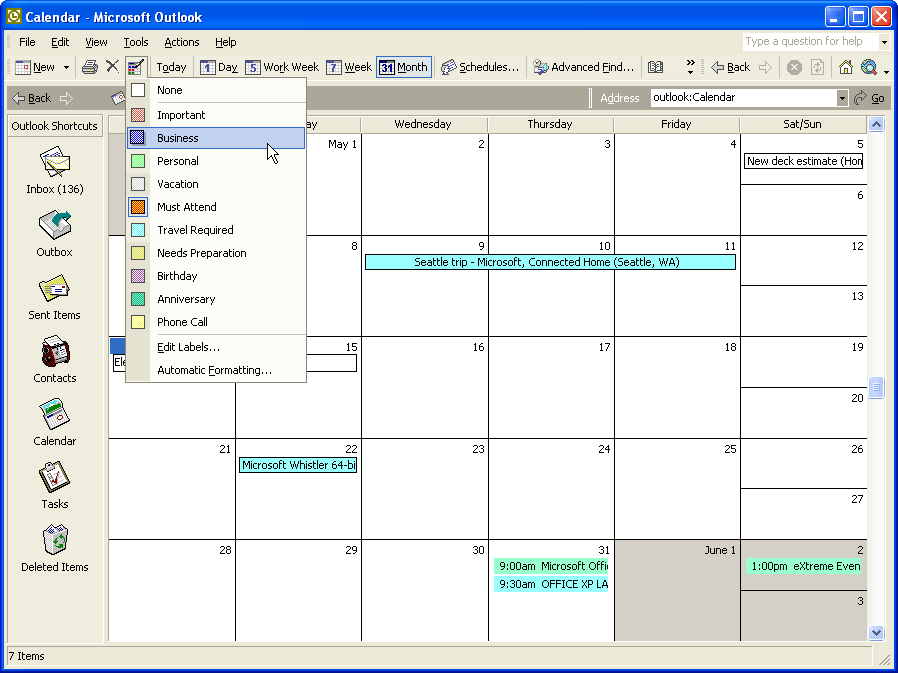 Calendar - Microsoft Outlook
File Edit View Tools Actions Help
Type a question for help
New Today 1 Day 5 Work Week 7 Week 31 Month Schedules... Advanced Find... Back
Back Address outlook:Calendar Go
Outlook Shortcuts
Inbox (136)
Outbox
Sent Items
Contacts
Calendar
Tasks
Deleted Items
None
Important
Business
Personal
Vacation
Must Attend
Travel Required
Needs Preparation
Birthday
Anniversary
Phone Call
Edit Labels...
Automatic Formatting...
Wednesday Thursday Friday Sat/Sun
May 1 2 3 4 5
New deck estimate (Hon
6
8 9 10 11 12
Seattle trip - Microsoft, Connected Home (Seattle, WA)
13
15 16 17 18 19
20
21 22 23 24 25 26
Microsoft Whistler 64-bi
27
28 29 30 31 June 1 2
9:00am Microsoft Offi
1:00pm eXtreme Even
9:30am OFFICE XP LA
3
7 Items